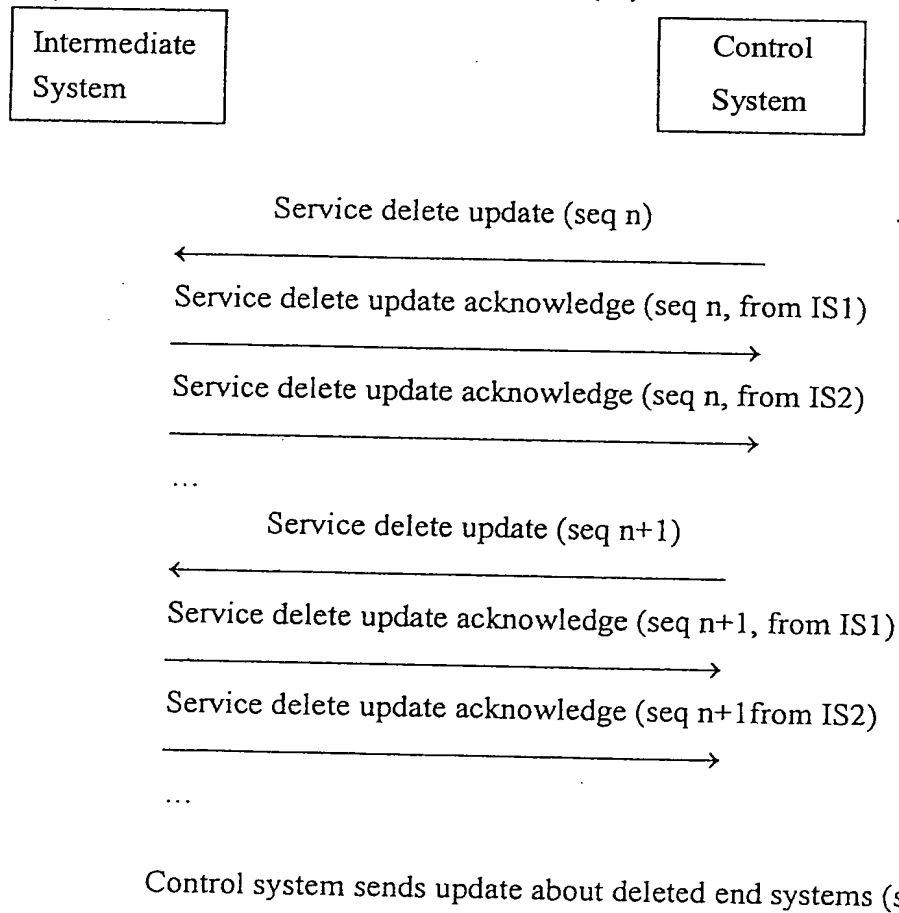 Intermediate
System
Control
System
Service delete update (seq n)
Service delete update acknowledge (seq n, from IS1)
Service delete update acknowledge (seq n, from IS2)
...
Service delete update (seq n+1)
Service delete update acknowledge (seq n+1, from IS1)
Service delete update acknowledge (seq n+1from IS2)
...
Control system sends update about deleted end systems (s